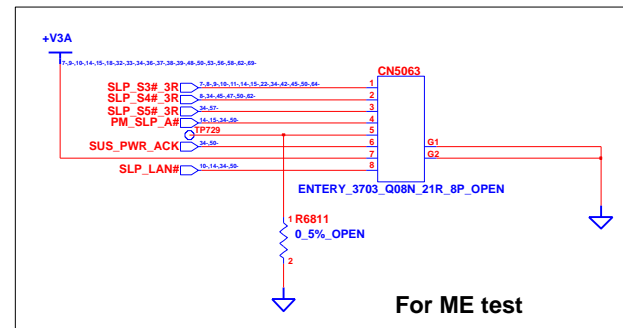 +V3A
7-,9-,10-,14-,15-,18-,32-,33-,34-,36-,37-,38-,39-,48-,50-,53-,56-,58-,62-,69-
CN5063
SLP_S3#_3R 7-,8-,9-,10-,11-,14-,15-,22-,34-,42-,45-,50-,64- 1
SLP_S4#_3R 8-,34-,45-,47-,50-,62- 2
SLP_S5#_3R 34-,57- 3
PM_SLP_A# 14-,15-,34-,50- 4
TP729 5
SUS_PWR_ACK 34-,50- 6 G1
7 G2
SLP_LAN# 10-,14-,34-,50- 8
ENTERY_3703_Q08N_21R_8P_OPEN
1 R6811
0_5%_OPEN
2
For ME test